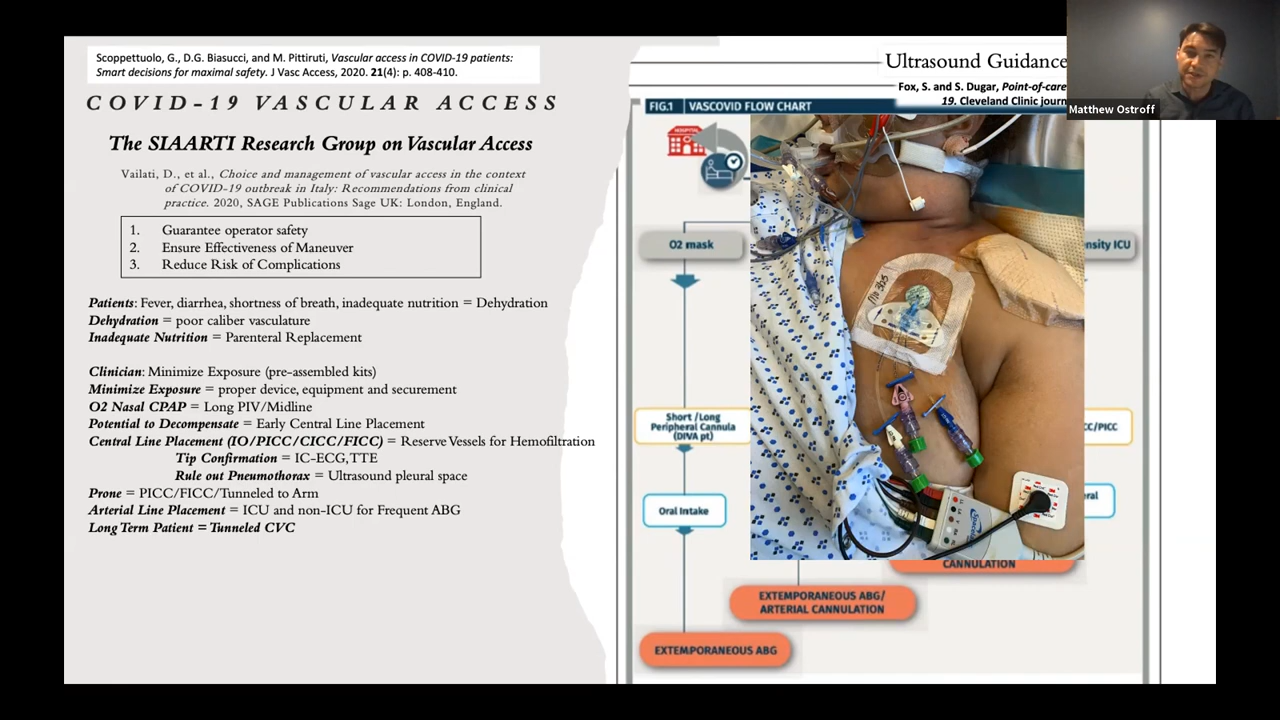 Scoppettuolo, G., D.G. Biasucci, and M. Pittiruti, Vascular access in COVID-19 patients:
Smart decisions for maximal safety. J Vasc Access, 2020. 21(4): p. 408-410.
COVID-19 VASCULAR ACCESS
The SIAARTI Research Group on Vascular Access
Vailati, D., et al., Choice and management of vascular access in the context
of COVID-19 outbreak in Italy: Recommendations from clinical
practice. 2020, SAGE Publications Sage UK: London, England.
1. Guarantee operator safety
2. Ensure Effectiveness of Maneuver
3. Reduce Risk of Complications
Patients: Fever, diarrhea, shortness of breath, inadequate nutrition = Dehydration
Dehydration = poor caliber vasculature
Inadequate Nutrition = Parenteral Replacement
Clinician: Minimize Exposure (pre-assembled kits)
Minimize Exposure = proper device, equipment and securement
O2 Nasal CPAP = Long PIV/Midline
Potential to Decompensate = Early Central Line Placement
Central Line Placement (IO/PICC/CICC/FICC) = Reserve Vessels for Hemofiltration
Tip Confirmation = IC-ECG, TTE
Rule out Pneumothorax = Ultrasound pleural space
Prone = PICC/FICC/Tunneled to Arm
Arterial Line Placement = ICU and non-ICU for Frequent ABG
Long Term Patient = Tunneled CVC
Ultrasound Guidance
Fox, S. and S. Dugar, Point-of-care
19. Cleveland Clinic journ
FIG.1 VASCOVID FLOW CHART
HOSPITAL
O2 mask
nsity ICU
Short /Long
Peripheral Cannula
(DIVA pt)
CC/PICC
Oral Intake
ral
CANNULATION
EXTEMPORANEOUS ABG/
ARTERIAL CANNULATION
EXTEMPORANEOUS ABG
Matthew Ostroff